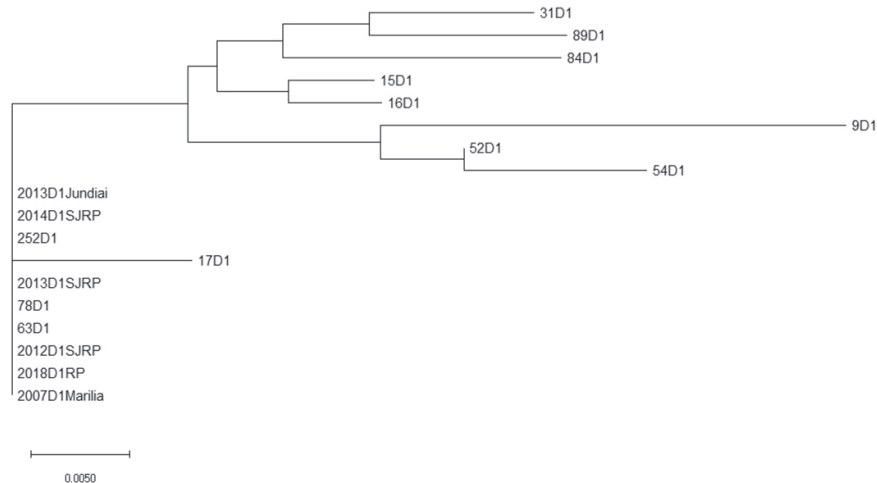 31D1
89D1
84D1
15D1
16D1
9D1
52D1
54D1
2013D1Jundiai
2014D1SJRP
252D1
17D1
2013D1SJRP
78D1
63D1
2012D1SJRP
2018D1RP
2007D1Marilia
0.0050